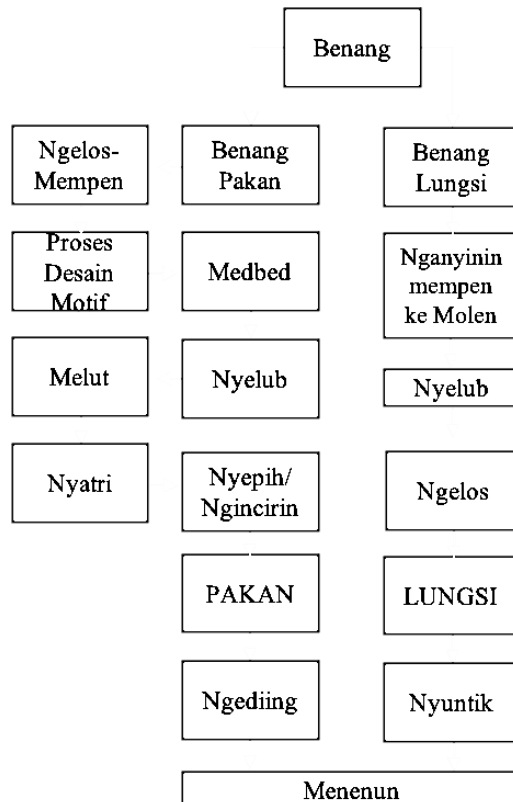 Benang
Ngelos-
Mempen
Benang
Pakan
Benang
Lungsi
Proses
Desain
Motif
Medbed
Nganyinin
mempen
ke Molen
Melut
Nyelub
Nyelub
Nyatri
Nyepih/
Ngincirin
Ngelos
PAKAN
LUNGSI
Ngediing
Nyuntik
Menenun